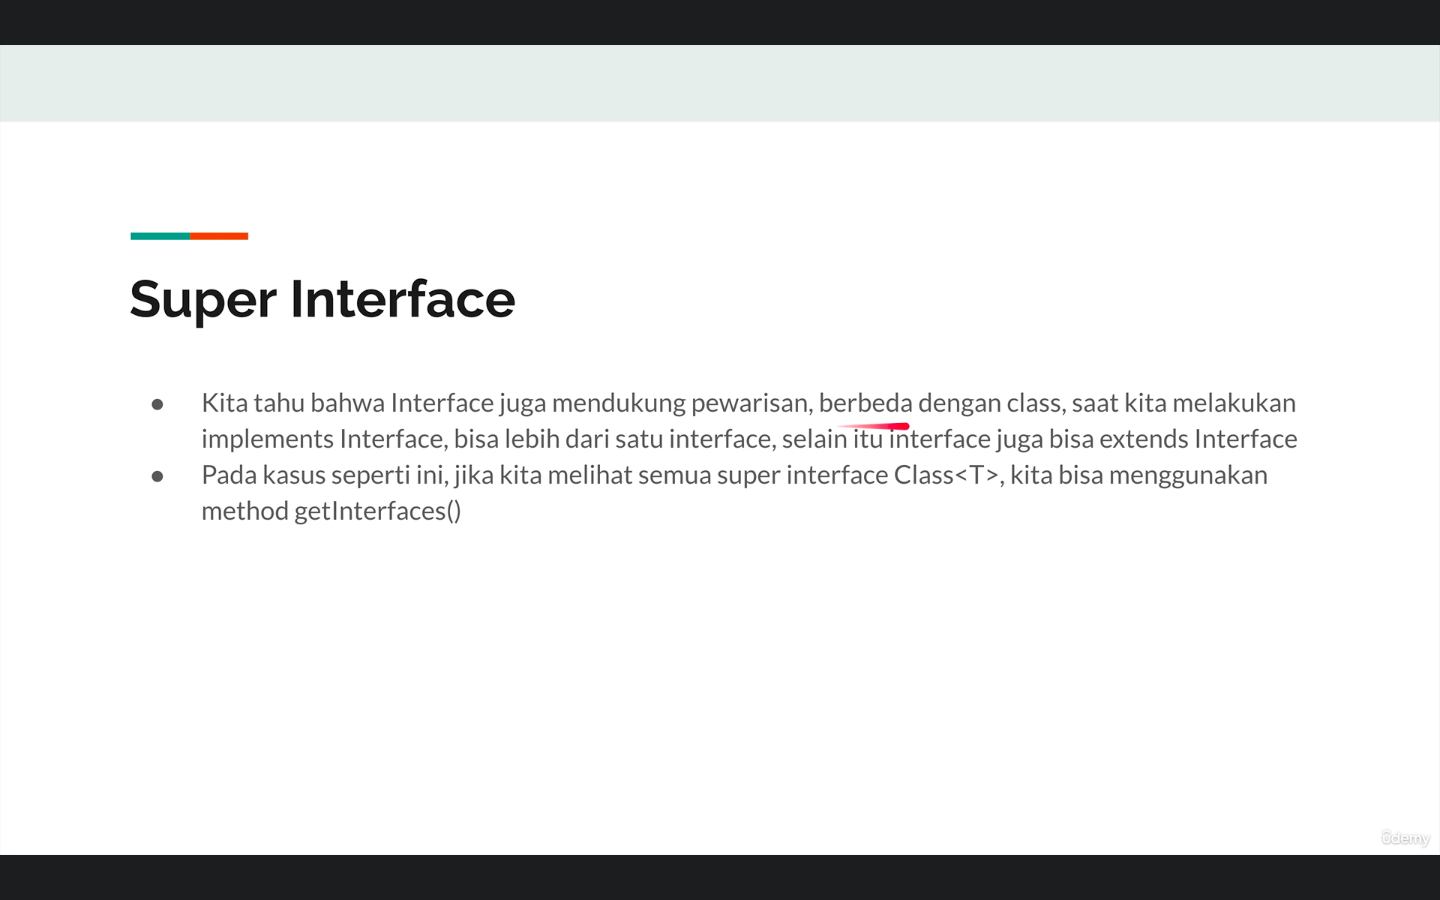 Super Interface
● Kita tahu bahwa Interface juga mendukung pewarisan, berbeda dengan class, saat kita melakukan
implements Interface, bisa lebih dari satu interface, selain itu interface juga bisa extends Interface
● Pada kasus seperti ini, jika kita melihat semua super interface Class<T>, kita bisa menggunakan
method getInterfaces()
ûdemy